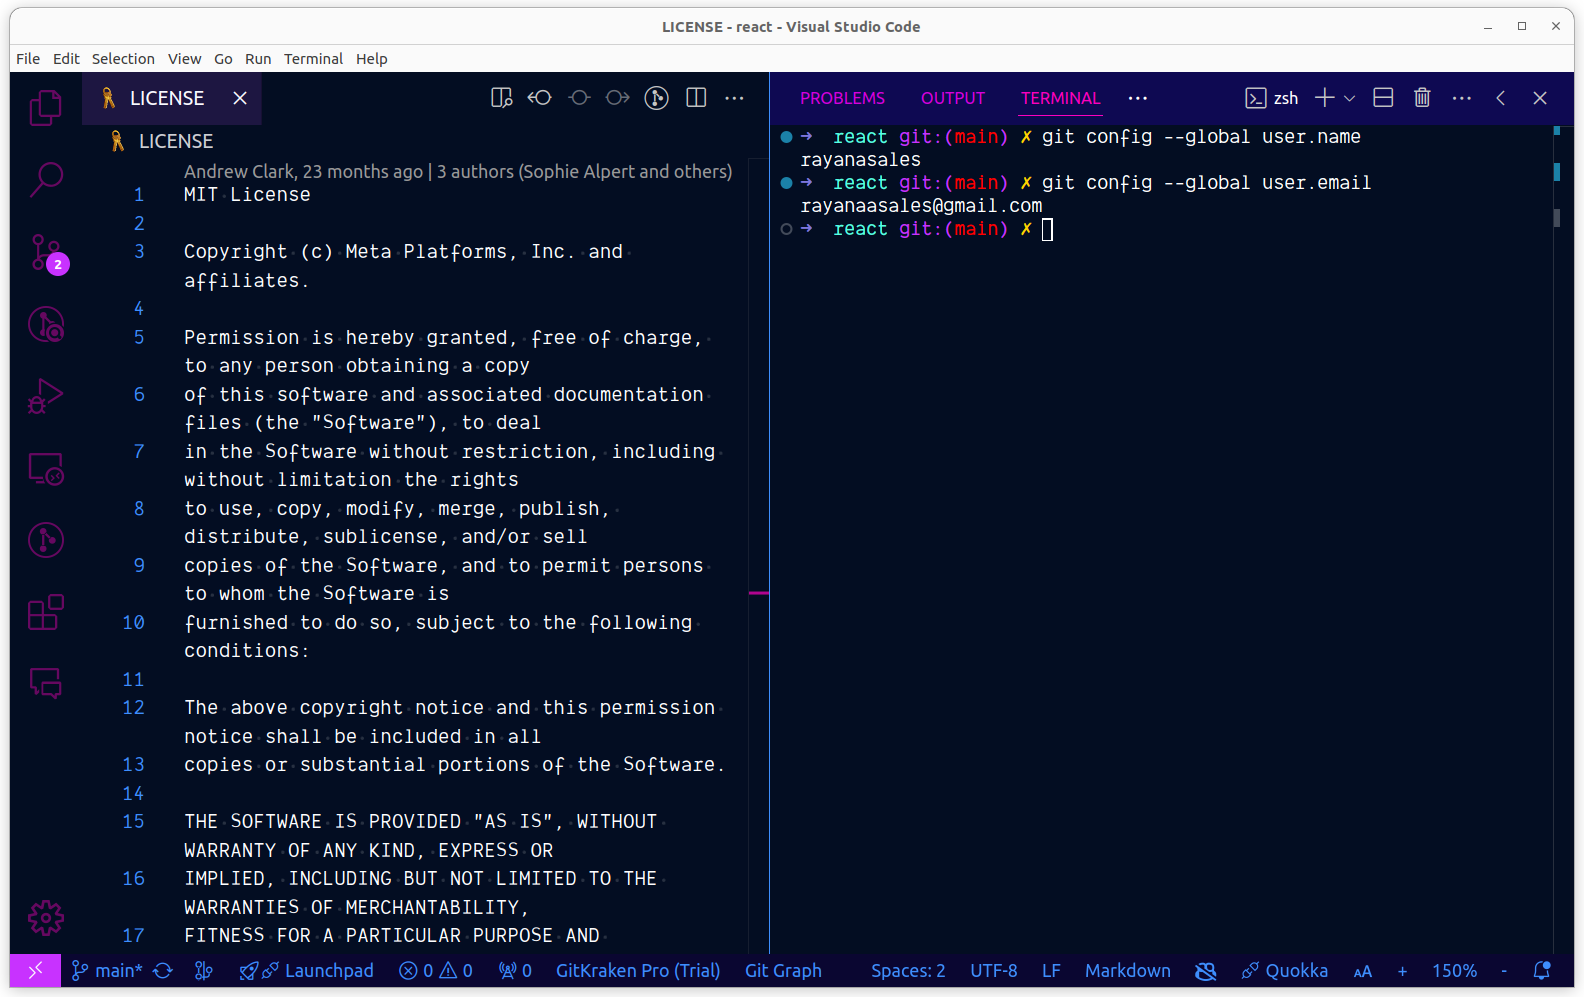 LICENSE - react - Visual Studio Code
File Edit Selection View Go Run Terminal Help
LICENSE
LICENSE
Andrew Clark, 23 months ago | 3 authors (Sophie Alpert and others)
1 MIT License
2
3 Copyright (c) Meta Platforms, Inc. and
affiliates.
4
5 Permission is hereby granted, free of charge,
to any person obtaining a copy
6 of this software and associated documentation
files (the "Software"), to deal
7 in the Software without restriction, including
without limitation the rights
8 to use, copy, modify, merge, publish,
distribute, sublicense, and/or sell
9 copies of the Software, and to permit persons
to whom the Software is
10 furnished to do so, subject to the following
conditions:
11
12 The above copyright notice and this permission
notice shall be included in all
13 copies or substantial portions of the Software.
14
15 THE SOFTWARE IS PROVIDED "AS IS", WITHOUT
WARRANTY OF ANY KIND, EXPRESS OR
16 IMPLIED, INCLUDING BUT NOT LIMITED TO THE
WARRANTIES OF MERCHANTABILITY,
17 FITNESS FOR A PARTICULAR PURPOSE AND
2
PROBLEMS OUTPUT TERMINAL ··· zsh
➜ react git:(main) ✗ git config --global user.name
rayanasales
➜ react git:(main) ✗ git config --global user.email
rayanaasales@gmail.com
➜ react git:(main) ✗
main* Launchpad 0 0 0 GitKraken Pro (Trial) Git Graph Spaces: 2 UTF-8 LF Markdown Quokka AA + 150% -